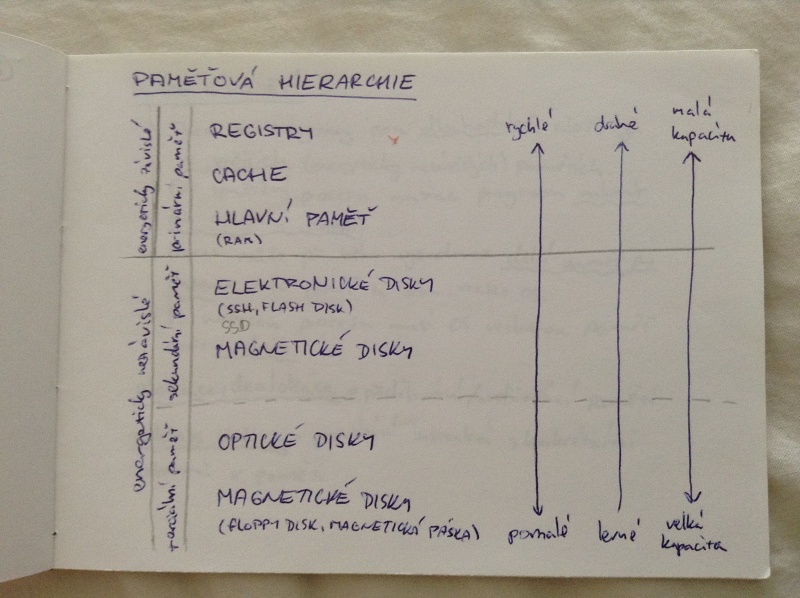 PAMĚŤOVÁ HIERARCHIE
energeticky závislé
primární paměť
REGISTRY
CACHE
HLAVNÍ PAMĚŤ
(RAM)
energeticky nezávislé
sekundární paměť
ELEKTRONICKÉ DISKY
(SSH, FLASH DISK)
SSD
MAGNETICKÉ DISKY
terciální paměť
OPTICKÉ DISKY
MAGNETICKÉ DISKY
(FLOPPY DISK, MAGNETICKÁ PÁSKA)
rychlé
drahé
malá
kapacita
pomalé
levné
velká
kapacita